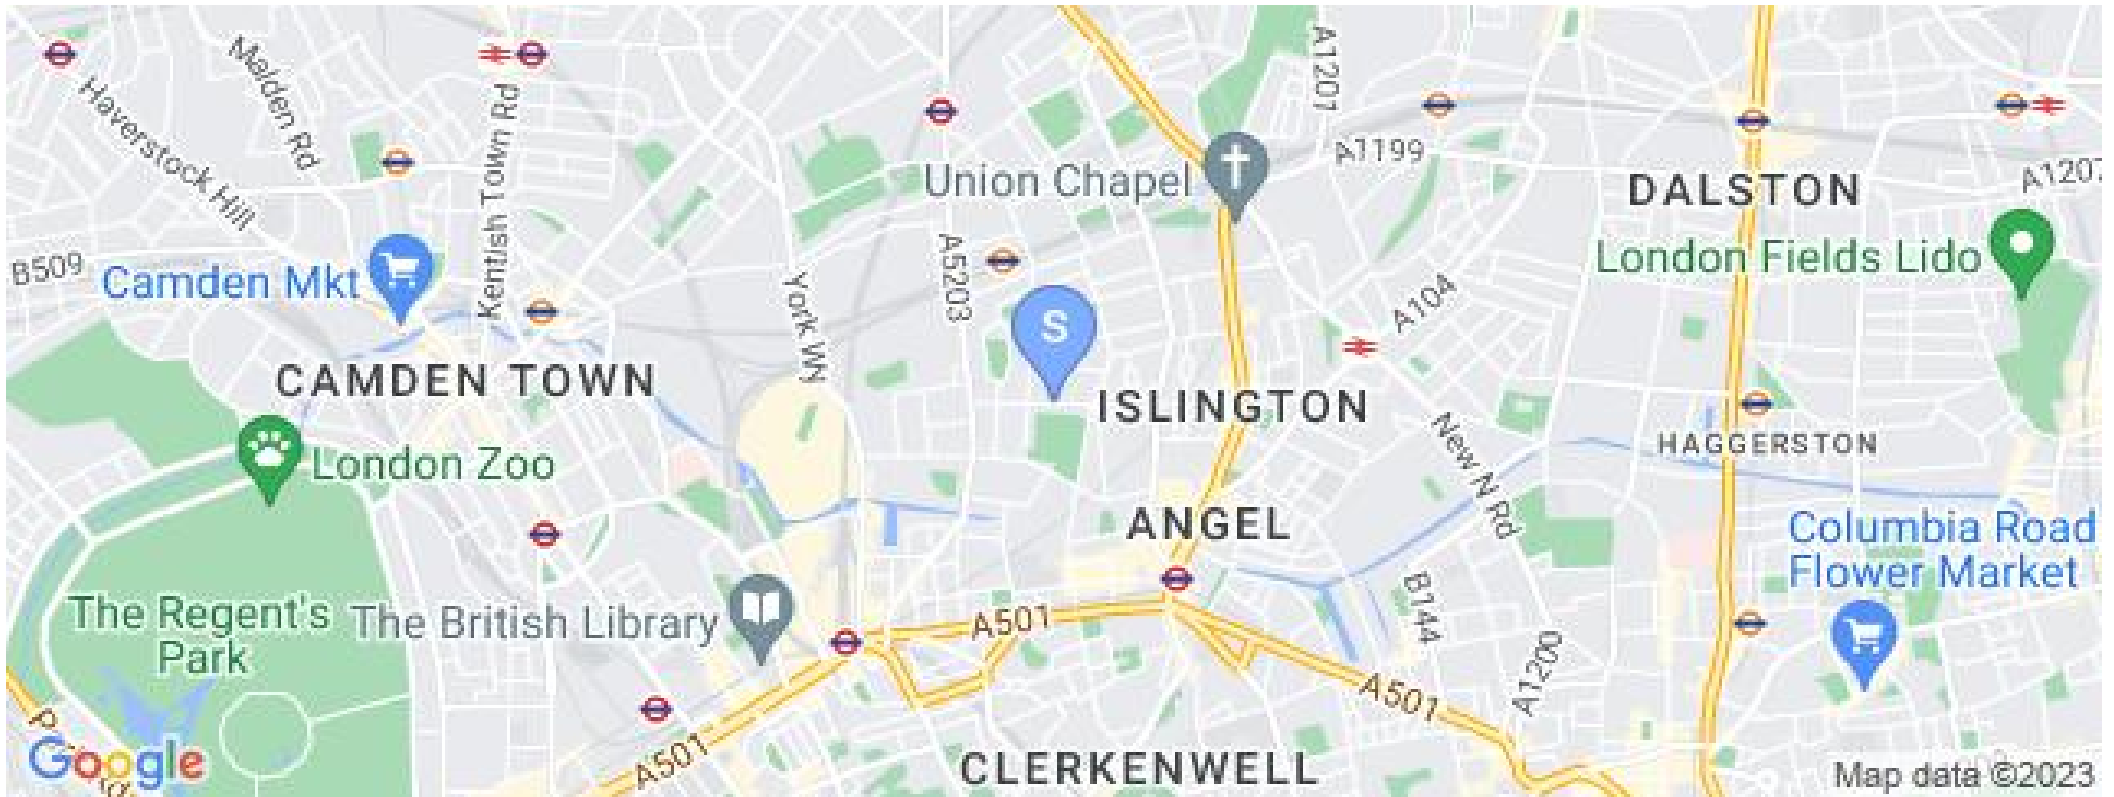 Malden Rd
Haverstock Hill
Kentish Town Rd
A1201
A1199
Union Chapel
DALSTON
A1207
B509
Camden Mkt
York Wy
A5203
S
A104
London Fields Lido
CAMDEN TOWN
ISLINGTON
London Zoo
New N Rd
HAGGERSTON
ANGEL
Columbia Road
Flower Market
The Regent's
Park
The British Library
A501
B144
A1200
A501
A501
Google
CLERKENWELL
Map data ©2023